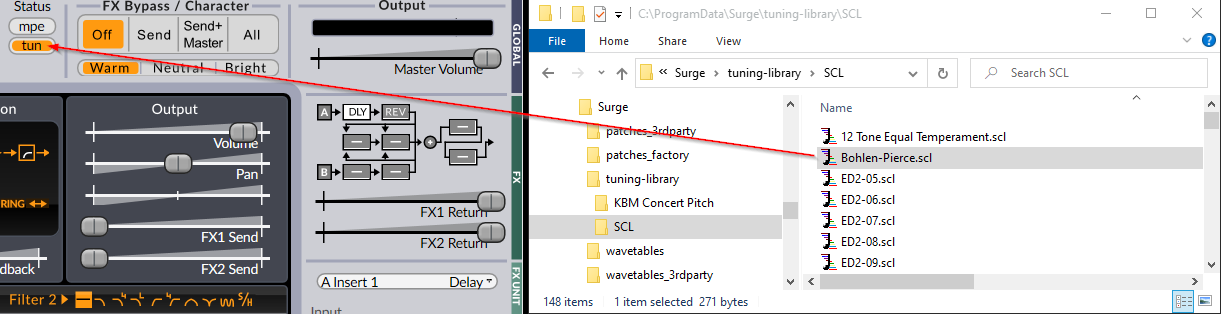 Status
mpe
tun
FX Bypass / Character
Off
Send
Send+
Master
All
Warm
Neutral
Bright
Output
Master Volume
GLOBAL
on
Output
Volume
Pan
RING
FX1 Send
FX2 Send
dback
Filter 2
S/H
A
DLY
REV
B
FX1 Return
FX2 Return
FX
A Insert 1
Delay
FX UNIT
Input
C:\ProgramData\Surge\tuning-library\SCL
File
Home
Share
View
Surge
tuning-library
SCL
Search SCL
Surge
patches_3rdparty
patches_factory
tuning-library
KBM Concert Pitch
SCL
wavetables
wavetables_3rdparty
Name
12 Tone Equal Temperament.scl
Bohlen-Pierce.scl
ED2-05.scl
ED2-06.scl
ED2-07.scl
ED2-08.scl
ED2-09.scl
148 items
1 item selected 271 bytes